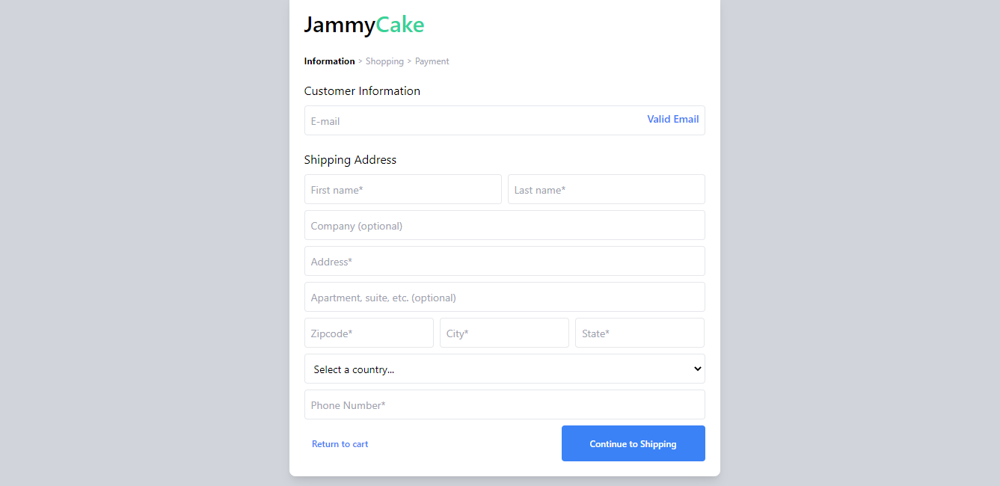 JammyCake
Information > Shopping > Payment
Customer Information
E-mail Valid Email
Shipping Address
First name* Last name*
Company (optional)
Address*
Apartment, suite, etc. (optional)
Zipcode* City* State*
Select a country...
Phone Number*
Return to cart Continue to Shipping